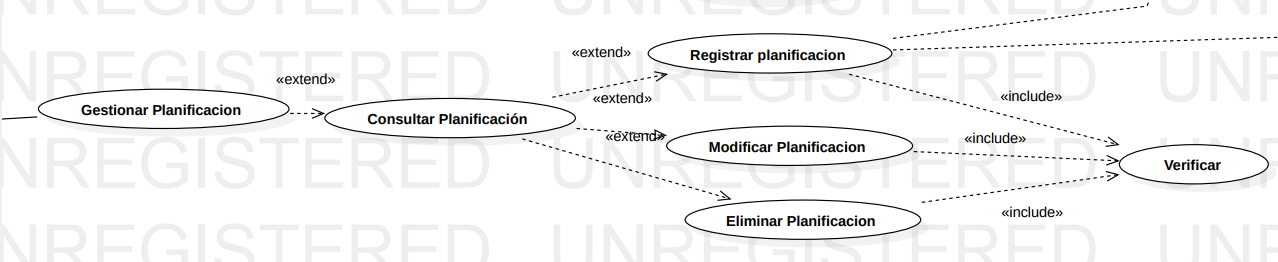 UNREGISTERED UNREGISTERED UNR
«extend»
Registrar planificacion
«extend»
Gestionar Planificacion
«extend»
«include»
Consultar Planificación
«extend»
«include»
Modificar Planificacion
Verificar
«include»
Eliminar Planificacion